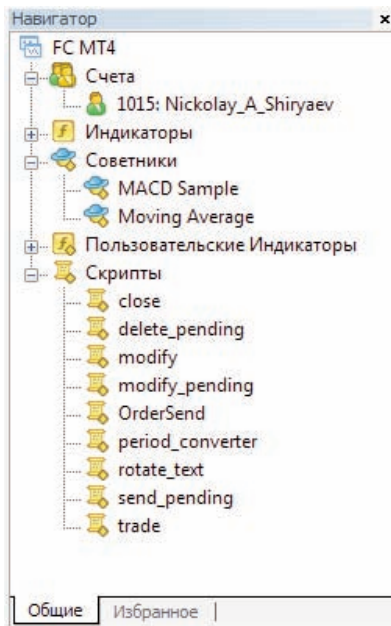 Навигатор
FC MT4
Счета
1015: Nickolay_A_Shiryaev
Индикаторы
Советники
MACD Sample
Moving Average
Пользовательские Индикаторы
Скрипты
close
delete_pending
modify
modify_pending
OrderSend
period_converter
rotate_text
send_pending
trade
Общие Избранное